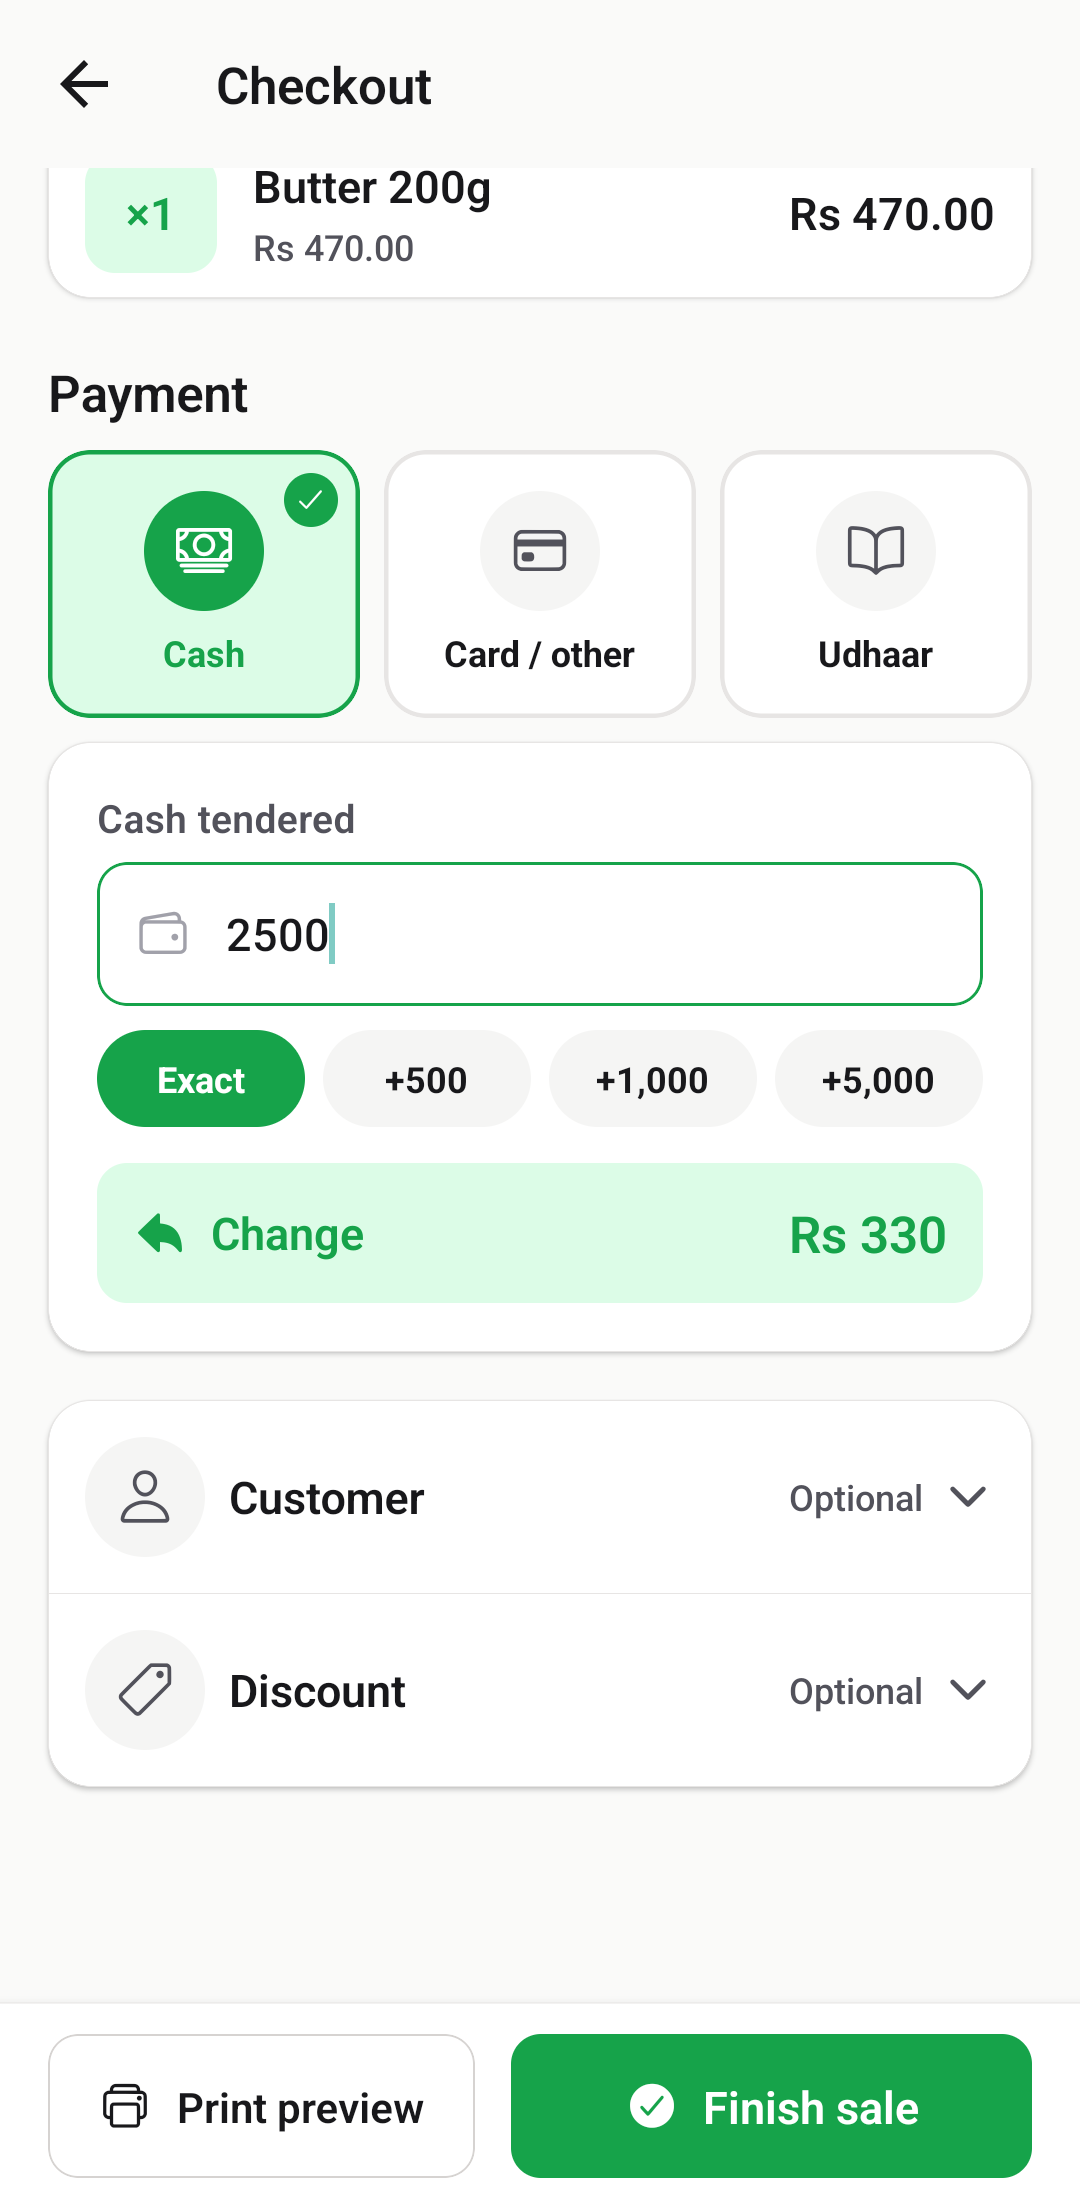 Checkout
×1
Butter 200g
Rs 470.00
Rs 470.00
Payment
Cash
Card / other
Udhaar
Cash tendered
2500
Exact
+500
+1,000
+5,000
Change
Rs 330
Customer
Optional
Discount
Optional
Print preview
Finish sale